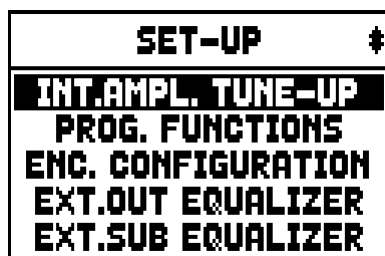 SET-UP
INT.AMPL. TUNE-UP
PROG. FUNCTIONS
ENC. CONFIGURATION
EXT.OUT EQUALIZER
EXT.SUB EQUALIZER